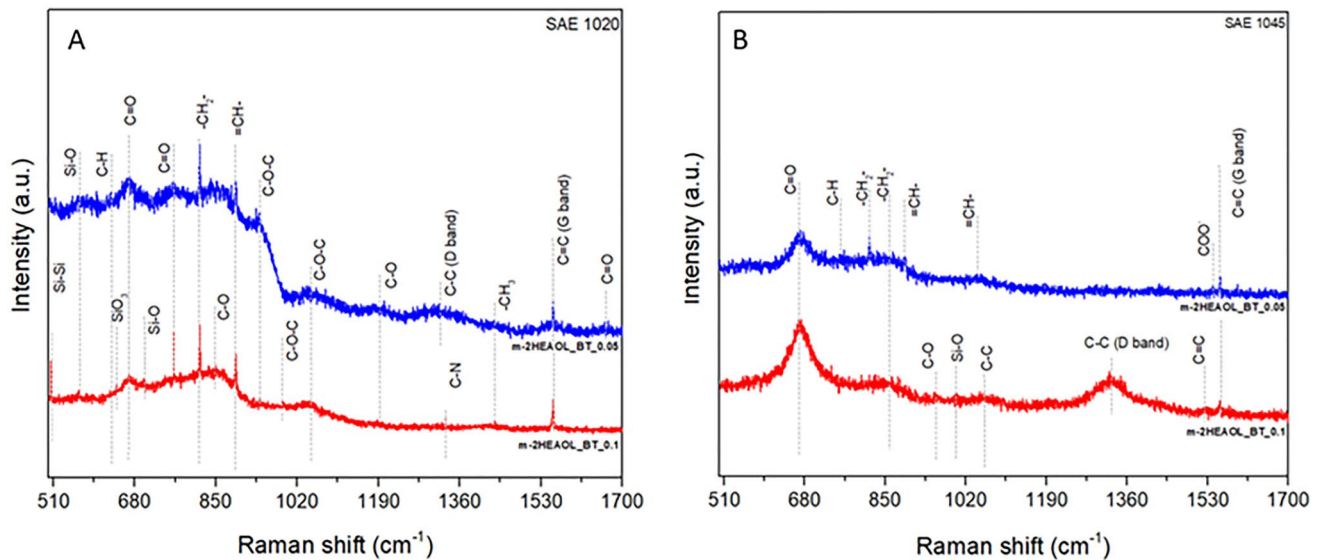 A
SAE 1020
Intensity (a.u.)
Si-O
C-H
C=O
C=O
-CH₂-
=CH-
C-O-C
C-O-C
C-O
C-C (D band)
-CH₃
C=C (G band)
C=O
m-2HEAOL_BT_0.05
Si-Si
SiO₃
Si-O
C-O
C-O-C
C-N
m-2HEAOL_BT_0.1
510 680 850 1020 1190 1360 1530 1700
Raman shift (cm⁻¹)
B
SAE 1045
Intensity (a.u.)
C=O
C-H
-CH₂-
-CH₂-
=CH-
=CH-
COO
C=C (G band)
m-2HEAOL_BT_0.05
C-O
Si-O
C-C
C-C (D band)
C=C
m-2HEAOL_BT_0.1
510 680 850 1020 1190 1360 1530 1700
Raman shift (cm⁻¹)